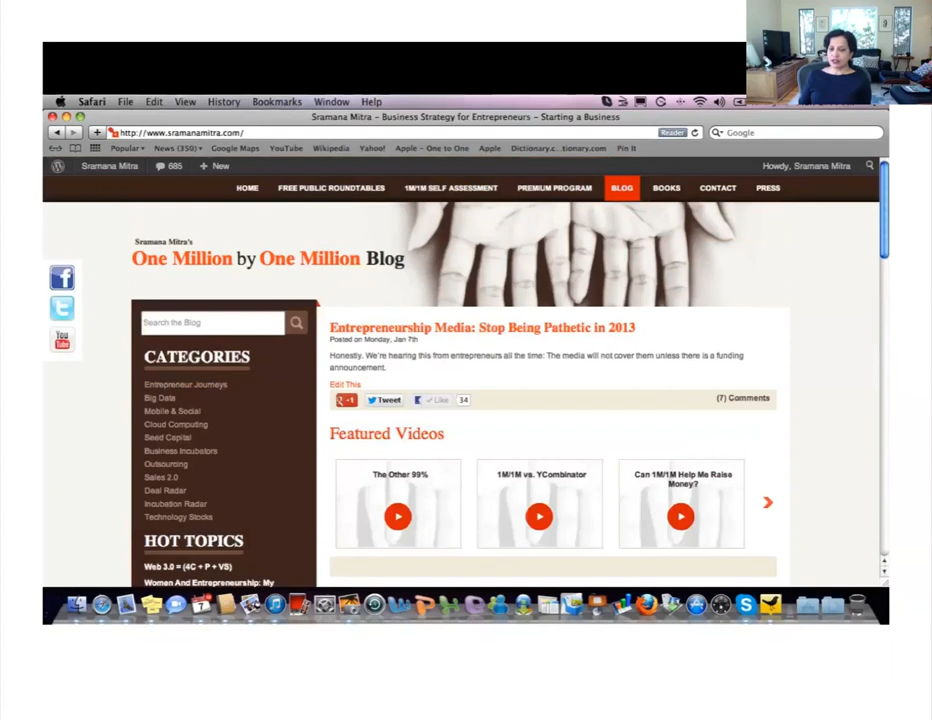 Safari File Edit View History Bookmarks Window Help
Sramana Mitra – Business Strategy for Entrepreneurs – Starting a Business
http://www.sramanamitra.com/ Reader Google
Popular News (350) Google Maps YouTube Wikipedia Yahoo! Apple – One to One Apple Dictionary.c...tionary.com Pin It
Sramana Mitra 685 + New Howdy, Sramana Mitra
HOME FREE PUBLIC ROUNDTABLES 1M/1M SELF ASSESSMENT PREMIUM PROGRAM BLOG BOOKS CONTACT PRESS
Sramana Mitra's
One Million by One Million Blog
f
t
You Tube
Search the Blog
CATEGORIES
Entrepreneur Journeys
Big Data
Mobile & Social
Cloud Computing
Seed Capital
Business Incubators
Outsourcing
Sales 2.0
Deal Radar
Incubation Radar
Technology Stocks
HOT TOPICS
Web 3.0 = (4C + P + VS)
Women And Entrepreneurship: My
Entrepreneurship Media: Stop Being Pathetic in 2013
Posted on Monday, Jan 7th
Honestly. We're hearing this from entrepreneurs all the time: The media will not cover them unless there is a funding
announcement.
Edit This
+1 Tweet Like 34 (7) Comments
Featured Videos
The Other 99%
1M/1M vs. YCombinator
Can 1M/1M Help Me Raise
Money?
7